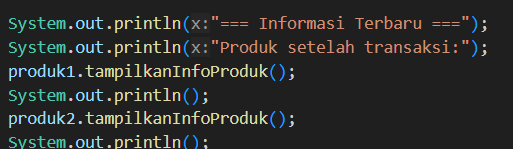 System.out.println(x:"=== Informasi Terbaru ===");
System.out.println(x:"Produk setelah transaksi:");
produk1.tampilkanInfoProduk();
System.out.println();
produk2.tampilkanInfoProduk();
System.out.println();